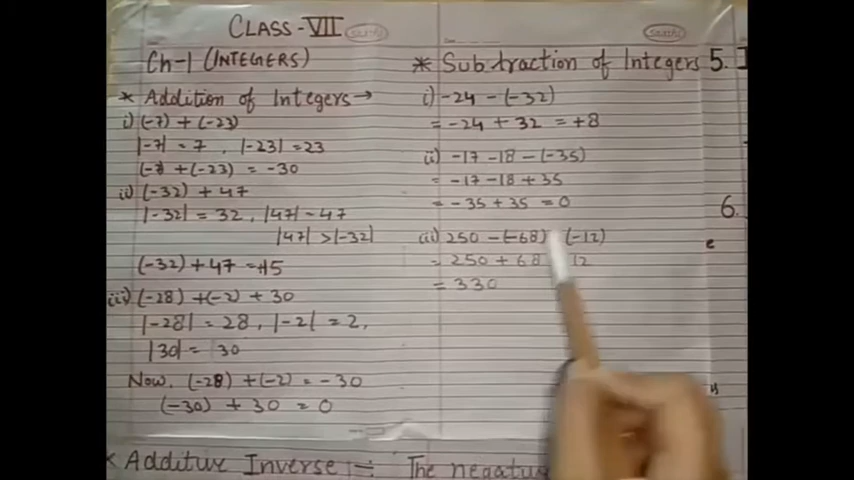 CLASS-VII
Ch-1 (INTEGERS)
* Addition of Integers→
i) (-7) + (-23)
|-7| = 7 , |-23| = 23
(-7) + (-23) = -30
ii) (-32) + 47
|-32| = 32, |47| = 47
|47| > |-32|
(-32) + 47 = +15
iii) (-28) + (-2) + 30
|-28| = 28, |-2| = 2,
|30| = 30
Now, (-28) + (-2) = -30
(-30) + 30 = 0
* Subtraction of Integers
i) -24 - (-32)
= -24 + 32 = +8
ii) -17 -18 - (-35)
= -17 -18 + 35
= -35 + 35 = 0
iii) 250 - (-68) (-12)
= 250 + 68 12
= 330
5.
6.
* Additive Inverse := The negative